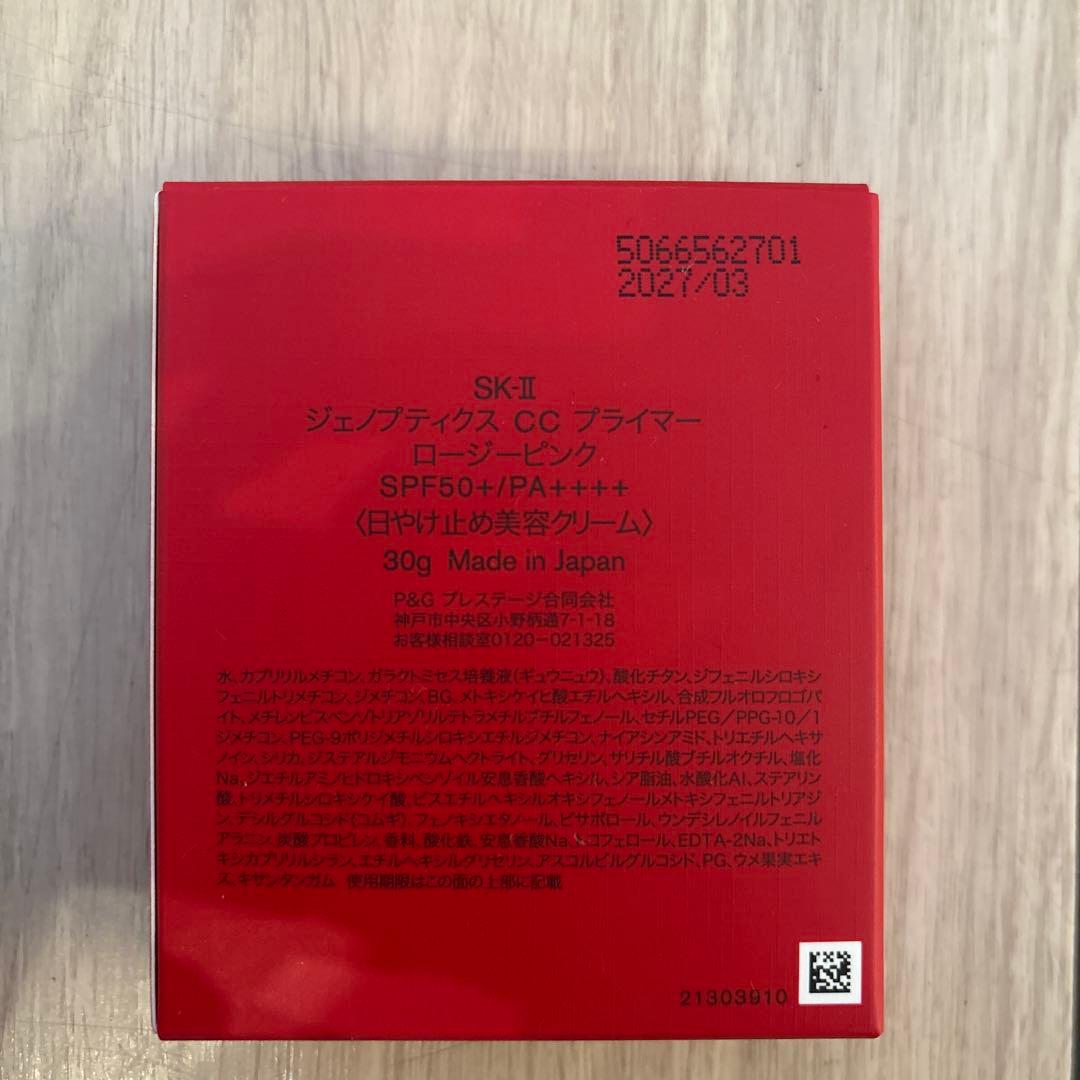 5066562701
2027/03
SK-II
ジェノプティクス CC プライマー
ロージーピンク
SPF50+/PA++++
〈日やけ止め美容クリーム〉
30g Made in Japan
P&G プレステージ合同会社
神戸市中央区小野柄通7-1-18
お客様相談室0120-021325
水、カプリリルメチコン、ガラクトミセス培養液(ギュウニュウ)、酸化チタン、ジフェニルシロキシ
フェニルトリメチコン、ジメチコン、BG、メトキシケイヒ酸エチルヘキシル、合成フルオロフロゴパ
イト、メチレンビスベンゾトリアゾリルテトラメチルブチルフェノール、セチルPEG/PPG-10/1
ジメチコン、PEG-9ポリジメチルシロキシエチルジメチコン、ナイアシンアミド、トリエチルヘキサ
ノイン、シリカ、ジステアルジモニウムヘクトライト、グリセリン、サリチル酸ブチルオクチル、塩化
Na、ジエチルアミノヒドロキシベンゾイル安息香酸ヘキシル、シア脂油、水酸化Al、ステアリン
酸、トリメチルシロキシケイ酸、ビスエチルヘキシルオキシフェノールメトキシフェニルトリアジ
ン、デシルグルコシド(コムギ)、フェノキシエタノール、ビサボロール、ウンデシレノイルフェニル
アラニン、炭酸プロピレン、香料、酸化鉄、安息香酸Na、トコフェロール、EDTA-2Na、トリエト
キシカプリリルシラン、エチルヘキシルグリセリン、アスコルビルグルコシド、PG、ウメ果実エキ
ス、キサンタンガム 使用期限はこの面の上部に記載
21303910